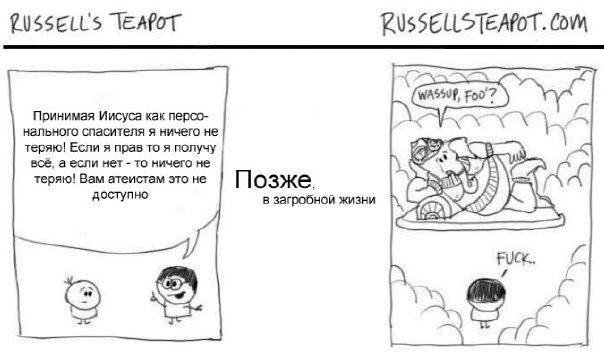 RUSSELL'S TEAPOT
RUSSELLSTEAPOT.COM
Принимая Иисуса как персо-
нального спасителя я ничего не
теряю! Если я прав то я получу
всё, а если нет - то ничего не
теряю! Вам атеистам это не
доступно
Позже,
в загробной жизни
WASSUP, FOO'?
FUCK.